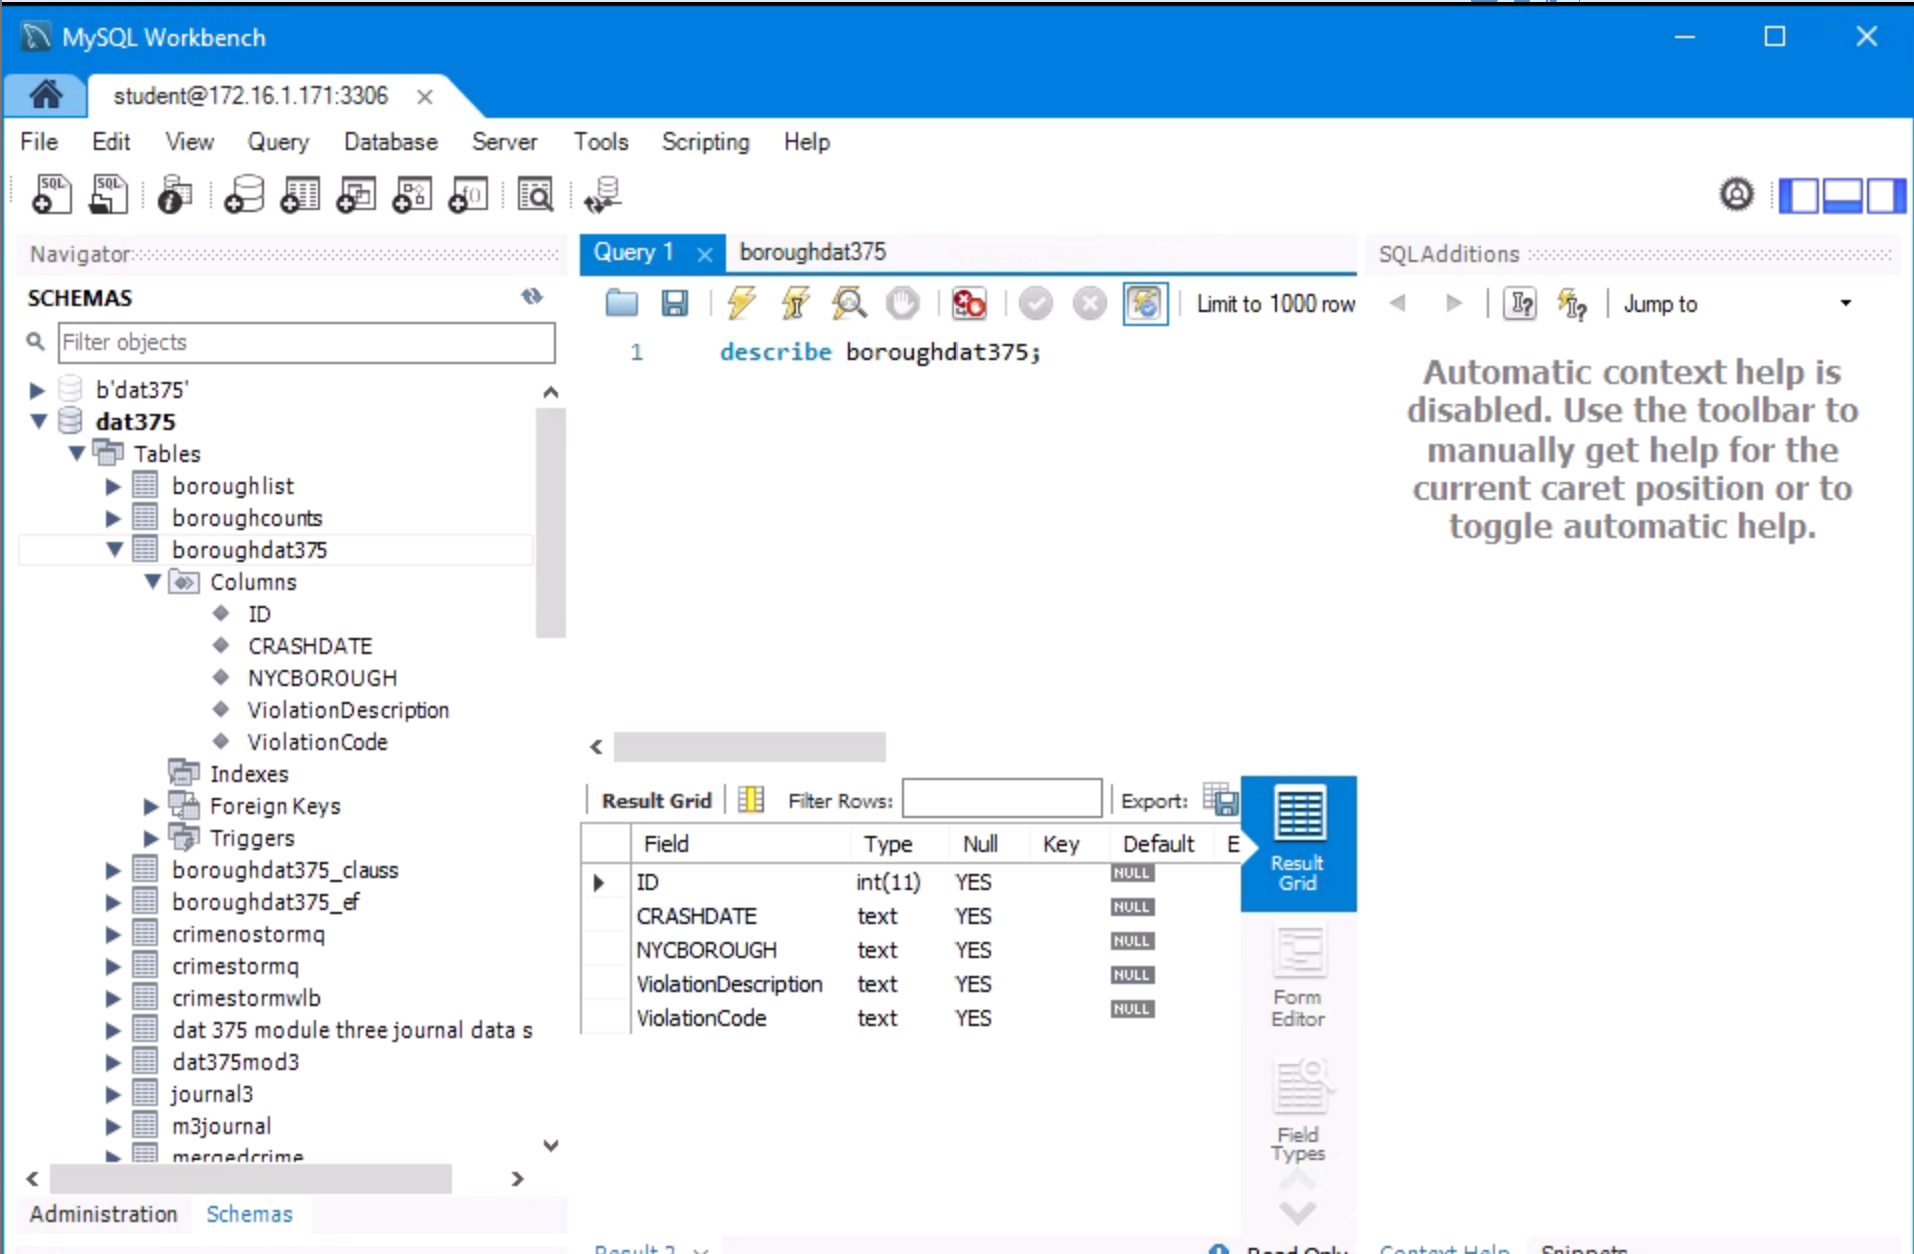 MySQL Workbench
student@172.16.1.171:3306
File Edit View Query Database Server Tools Scripting Help
Navigator
SCHEMAS
Filter objects
b'dat375'
dat375
Tables
boroughlist
boroughcounts
boroughdat375
Columns
ID
CRASHDATE
NYCBOROUGH
ViolationDescription
ViolationCode
Indexes
Foreign Keys
Triggers
boroughdat375_clauss
boroughdat375_ef
crimenostormq
crimestormq
crimestormwlb
dat 375 module three journal data s
dat375mod3
journal3
m3journal
mergedcrime
Administration Schemas
Query 1 boroughdat375
Limit to 1000 row
1 describe boroughdat375;
Result Grid Filter Rows: Export:
Field Type Null Key Default E
ID int(11) YES NULL
CRASHDATE text YES NULL
NYCBOROUGH text YES NULL
ViolationDescription text YES NULL
ViolationCode text YES NULL
Result
Grid
Form
Editor
Field
Types
Result 2 Read Only
SQLAdditions
Jump to
Automatic context help is
disabled. Use the toolbar to
manually get help for the
current caret position or to
toggle automatic help.
Context Help Snippets